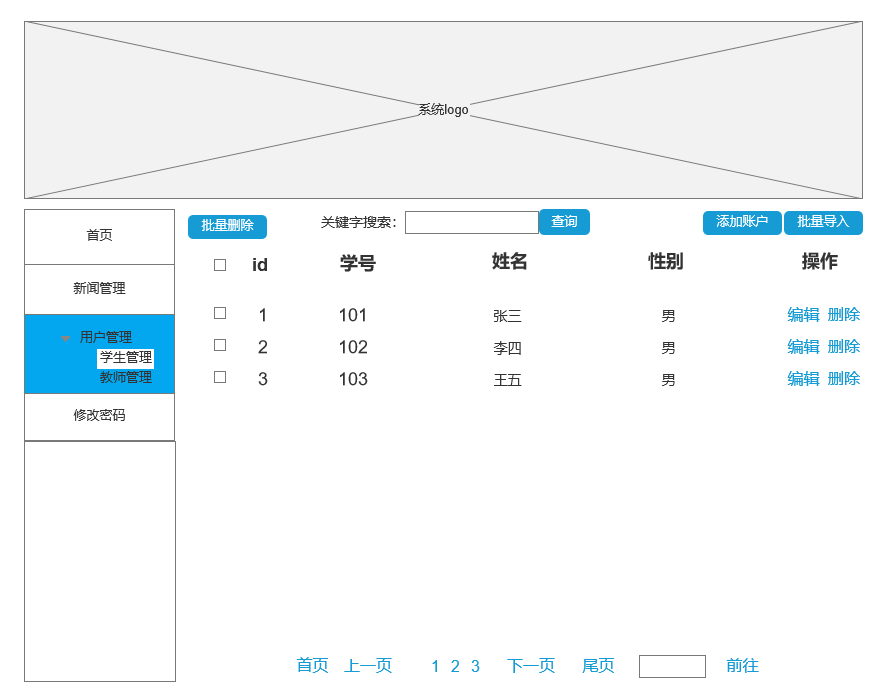 系统logo
首页
新闻管理
用户管理
学生管理
教师管理
修改密码
批量删除 关键字搜索: 查询 添加账户 批量导入
id 学号 姓名 性别 操作
1 101 张三 男 编辑 删除
2 102 李四 男 编辑 删除
3 103 王五 男 编辑 删除
首页 上一页 1 2 3 下一页 尾页 前往